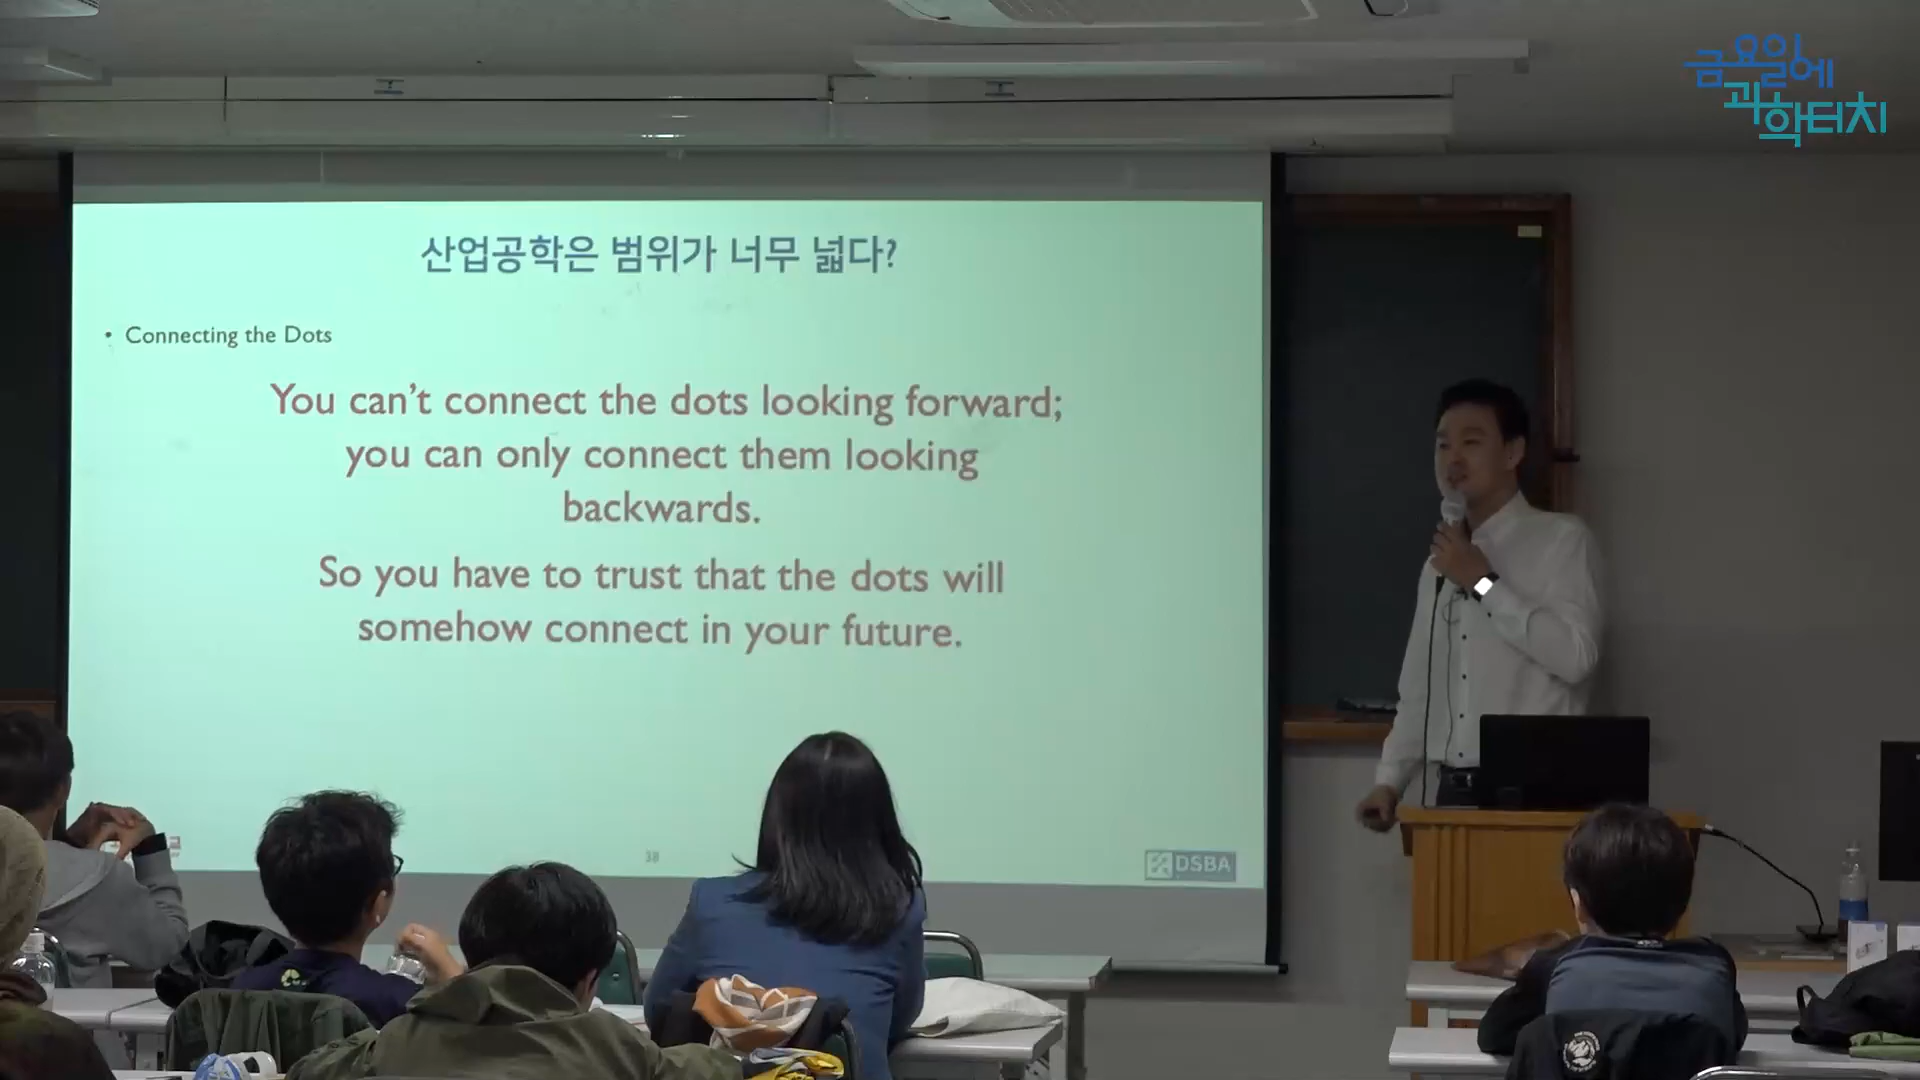 금요일에
과학터치
산업공학은 범위가 너무 넓다?
• Connecting the Dots
You can't connect the dots looking forward;
you can only connect them looking
backwards.
So you have to trust that the dots will
somehow connect in your future.
38
DSBA